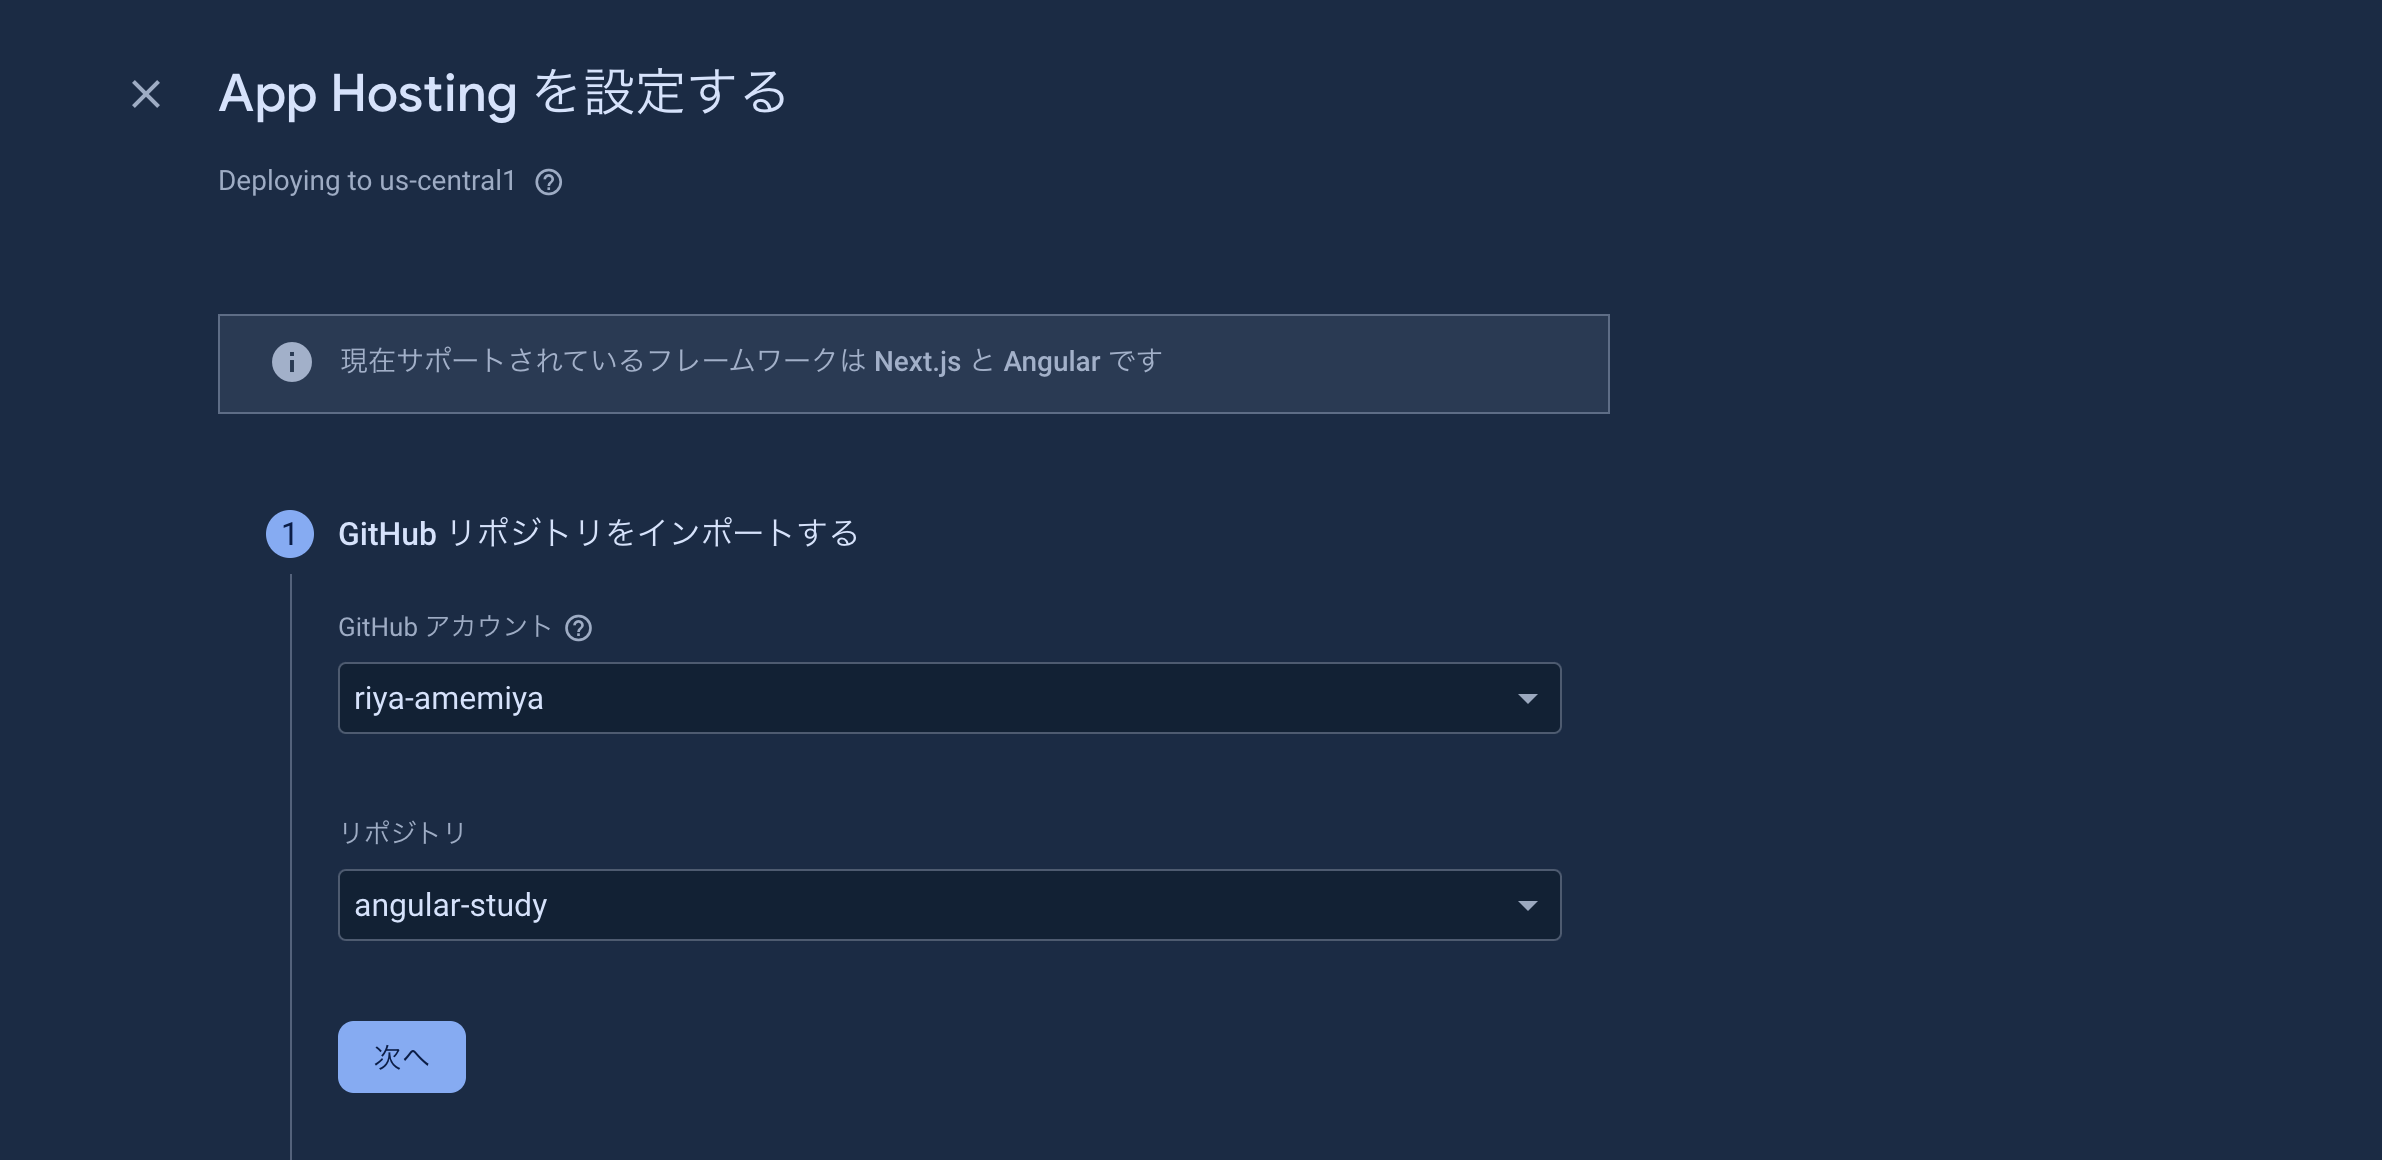 App Hosting を設定する
Deploying to us-central1
現在サポートされているフレームワークは Next.js と Angular です
1 GitHub リポジトリをインポートする
GitHub アカウント
riya-amemiya
リポジトリ
angular-study
次へ